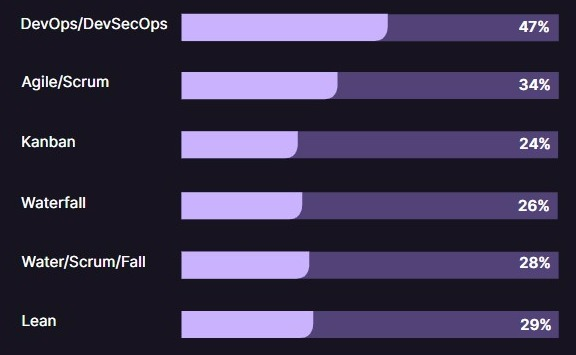 DevOps/DevSecOps 47%
Agile/Scrum 34%
Kanban 24%
Waterfall 26%
Water/Scrum/Fall 28%
Lean 29%